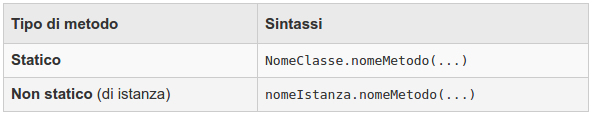 Tipo di metodo Sintassi
Statico NomeClasse.nomeMetodo(...)
Non statico (di istanza) nomeIstanza.nomeMetodo(...)